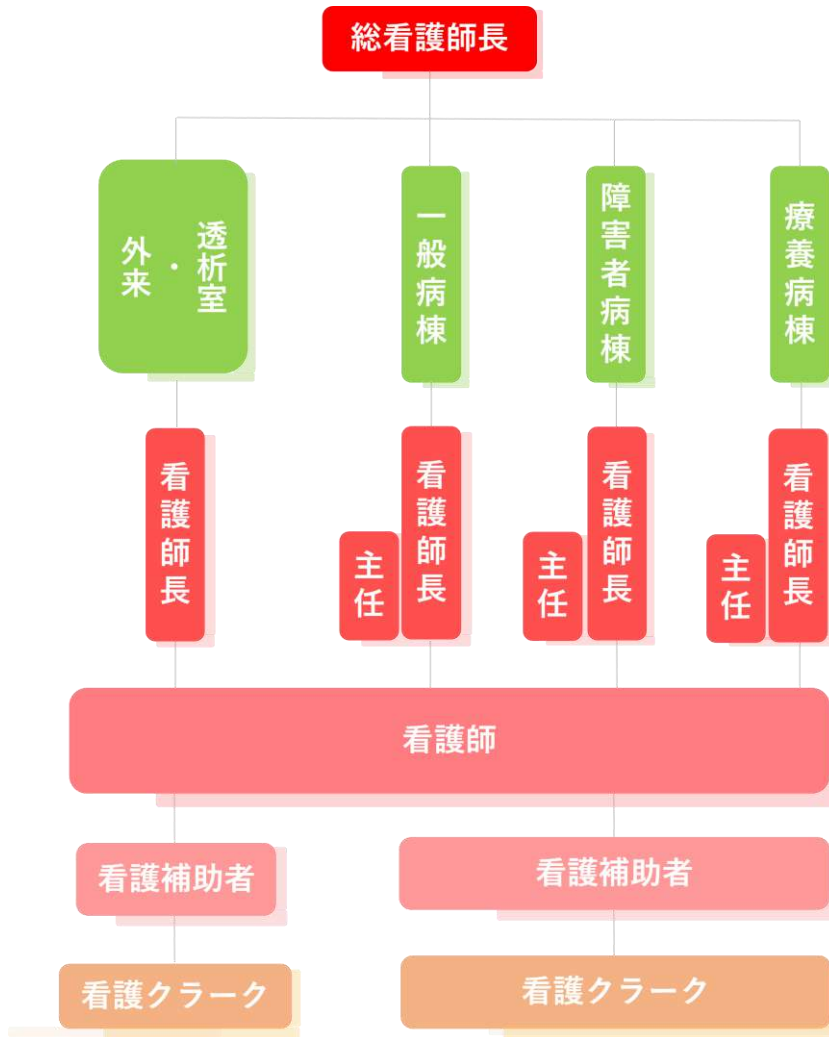 総看護師長
透析室
・
外来
一般病棟
障害者病棟
療養病棟
看護師長
主任
看護師長
主任
看護師長
主任
看護師長
看護師
看護補助者
看護補助者
看護クラーク
看護クラーク